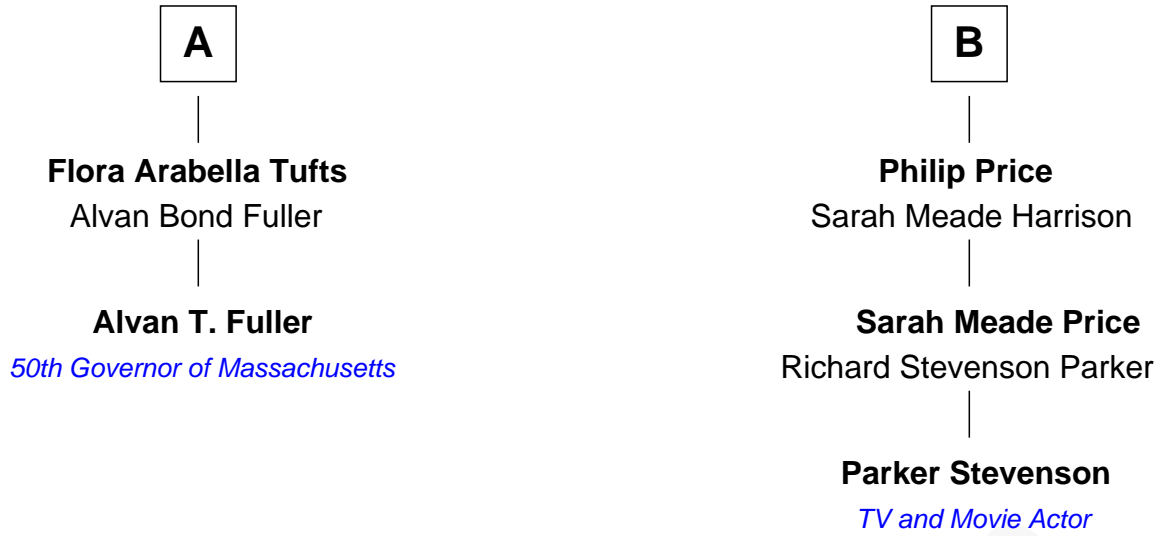 A
Flora Arabella Tufts
Alvan Bond Fuller
Alvan T. Fuller
50th Governor of Massachusetts
B
Philip Price
Sarah Meade Harrison
Sarah Meade Price
Richard Stevenson Parker
Parker Stevenson
TV and Movie Actor